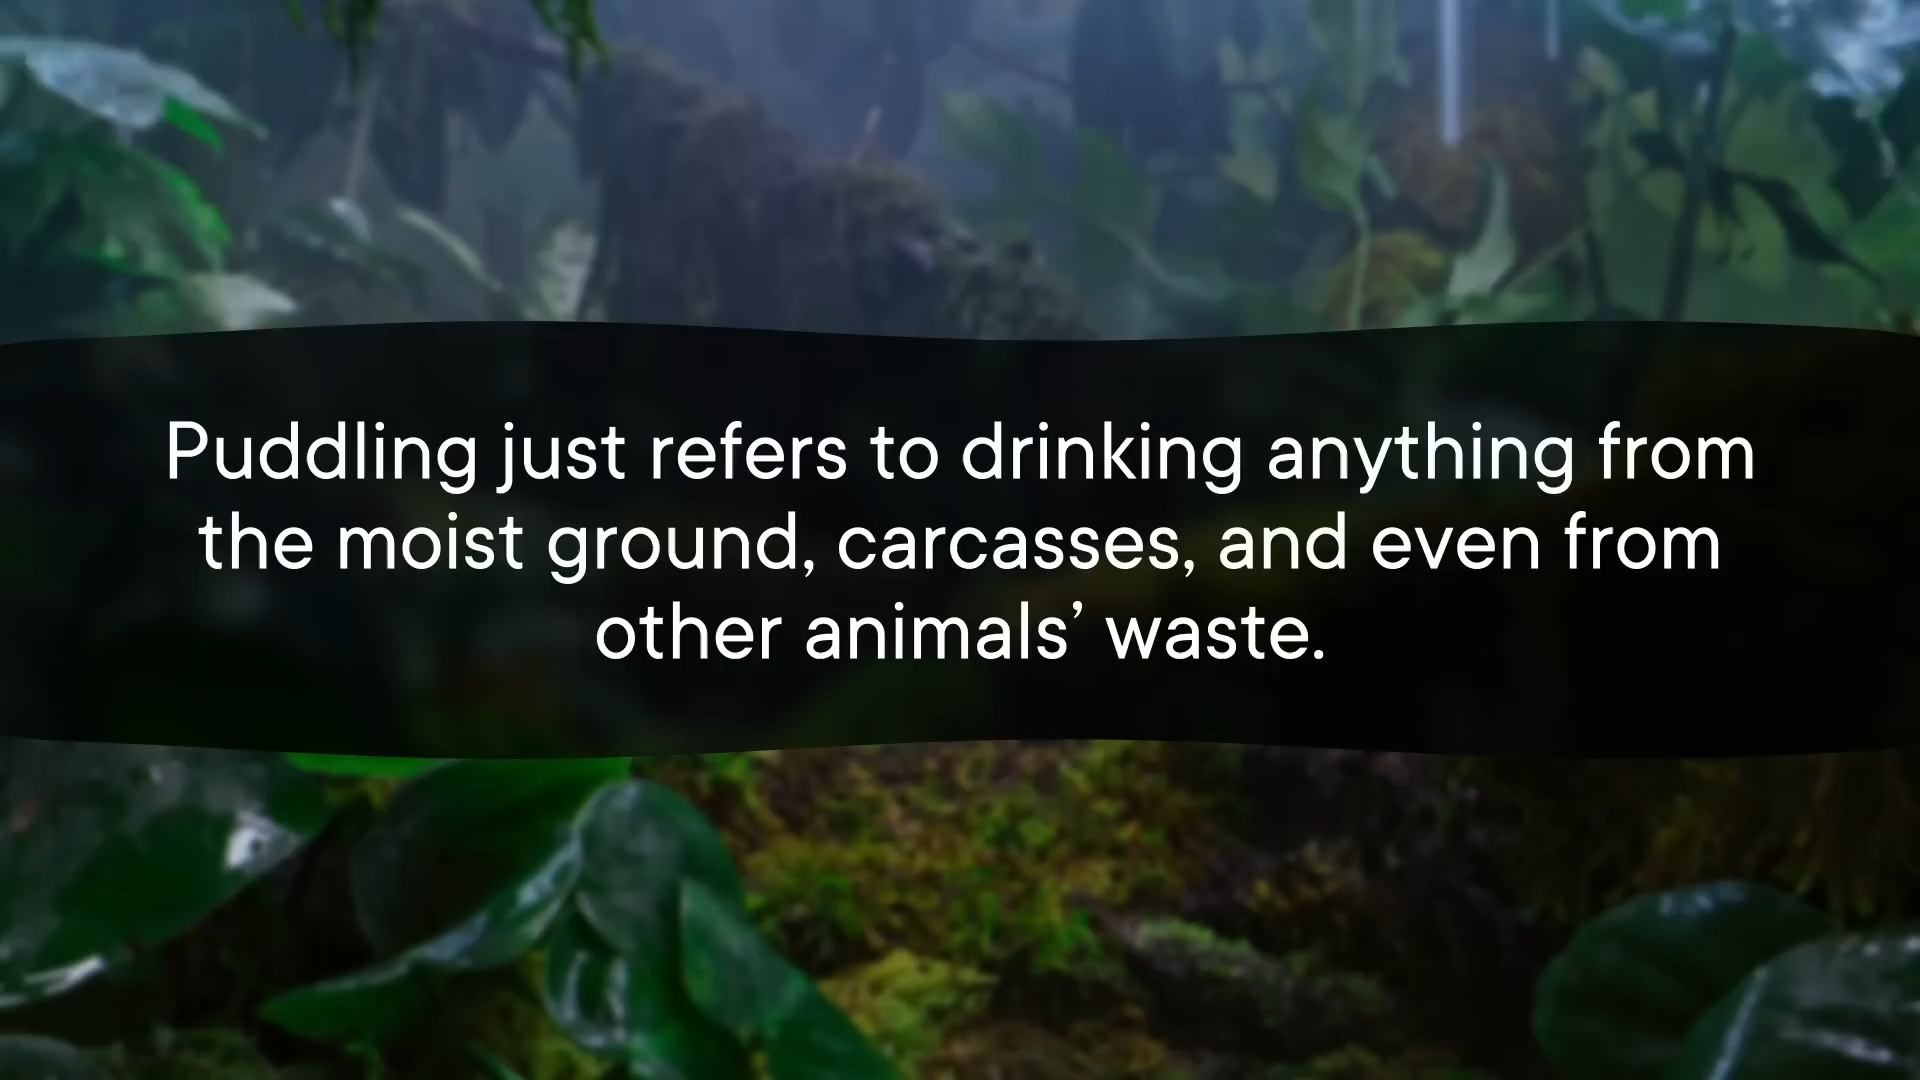 Puddling just refers to drinking anything from
the moist ground, carcasses, and even from
other animals’ waste.